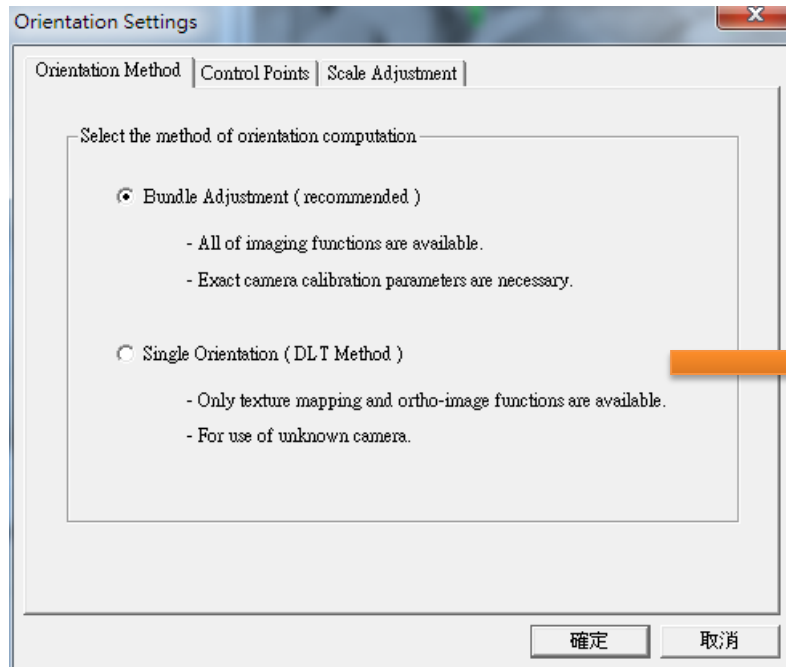 Orientation Settings
Orientation Method Control Points Scale Adjustment
Select the method of orientation computation
Bundle Adjustment ( recommended )
- All of imaging functions are available.
- Exact camera calibration parameters are necessary.
Single Orientation ( DLT Method )
- Only texture mapping and ortho-image functions are available.
- For use of unknown camera.
確定 取消